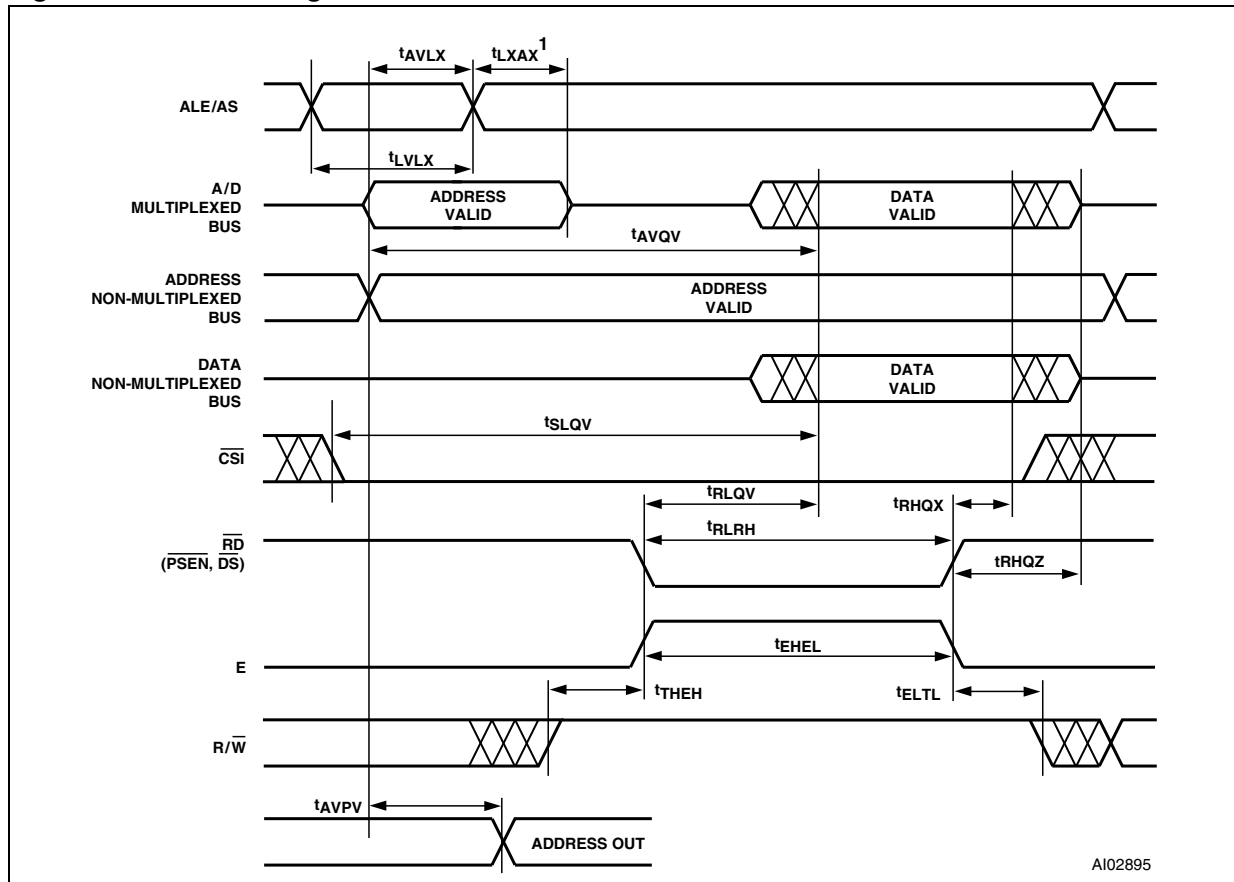 tAVLX
tLXAX1
ALE/AS
tLVLX
A/D
MULTIPLEXED
BUS
ADDRESS
VALID
DATA
VALID
tAVQV
ADDRESS
NON-MULTIPLEXED
BUS
ADDRESS
VALID
DATA
NON-MULTIPLEXED
BUS
DATA
VALID
tSLQV
CSI
tRLQV
tRHQX
tRLRH
RD
(PSEN, DS)
tRHQZ
tEHEL
E
tTHEH
tELTL
R/W
tAVPV
ADDRESS OUT
AI02895